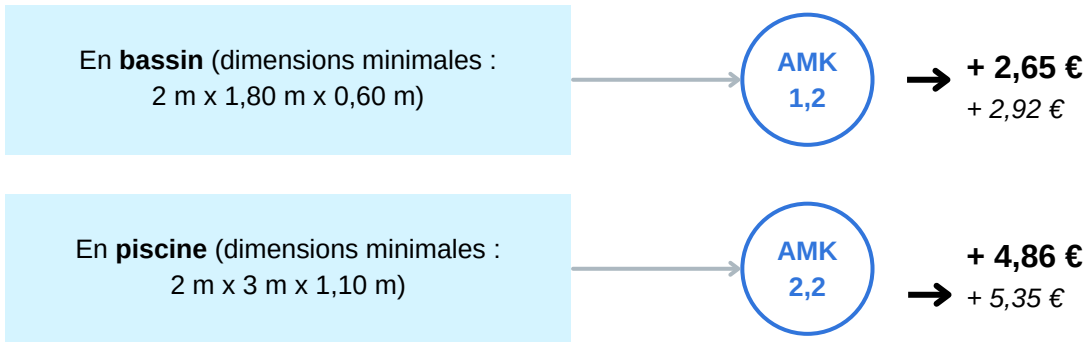 En bassin (dimensions minimales :
2 m x 1,80 m x 0,60 m)
AMK
1,2
+ 2,65 €
+ 2,92 €
En piscine (dimensions minimales :
2 m x 3 m x 1,10 m)
AMK
2,2
+ 4,86 €
+ 5,35 €